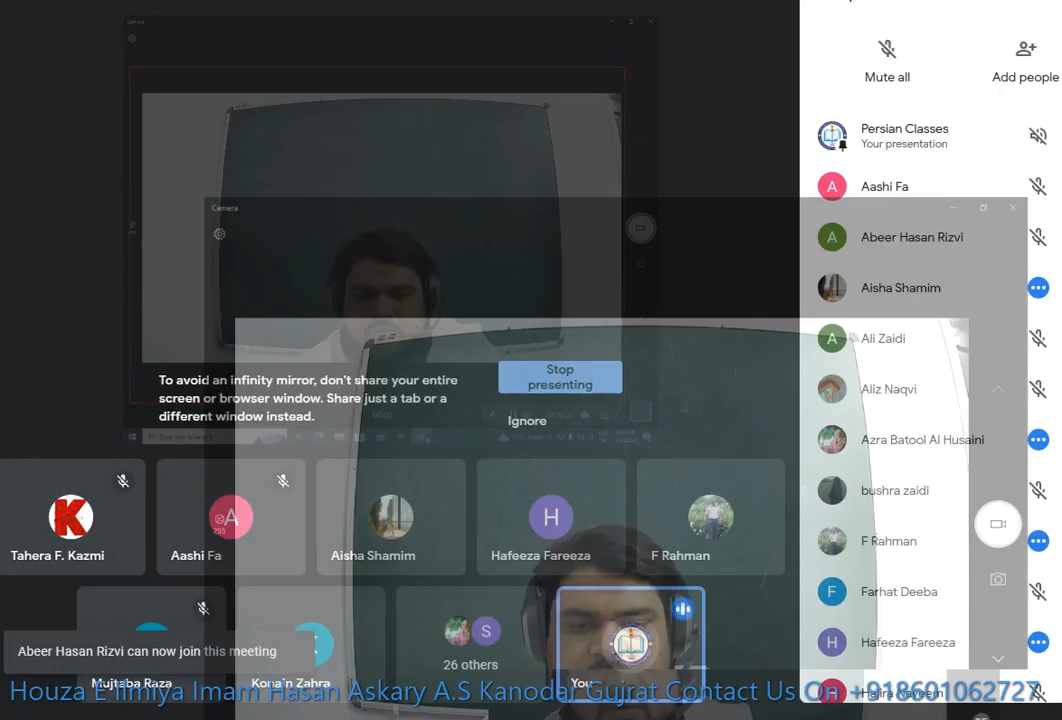 Camera
Mute all
Add people
Persian Classes
Your presentation
Aashi Fa
Camera
Abeer Hasan Rizvi
Aisha Shamim
Ali Zaidi
To avoid an infinity mirror, don't share your entire
screen or browser window. Share just a tab or a
different window instead.
Stop
presenting
Ignore
Aliz Naqvi
Azra Batool Al Husaini
bushra zaidi
K
A
H
Tahera F. Kazmi
Aashi Fa
Aisha Shamim
Hafeeza Fareeza
F Rahman
F Rahman
Farhat Deeba
Hafeeza Fareeza
S
26 others
Abeer Hasan Rizvi can now join this meeting
Mujtaba Raza
Konain Zahra
You
Hajra Naveem
Houza E Ilmiya Imam Hasan Askary A.S Kanodar Gujrat Contact Us On +918601062727